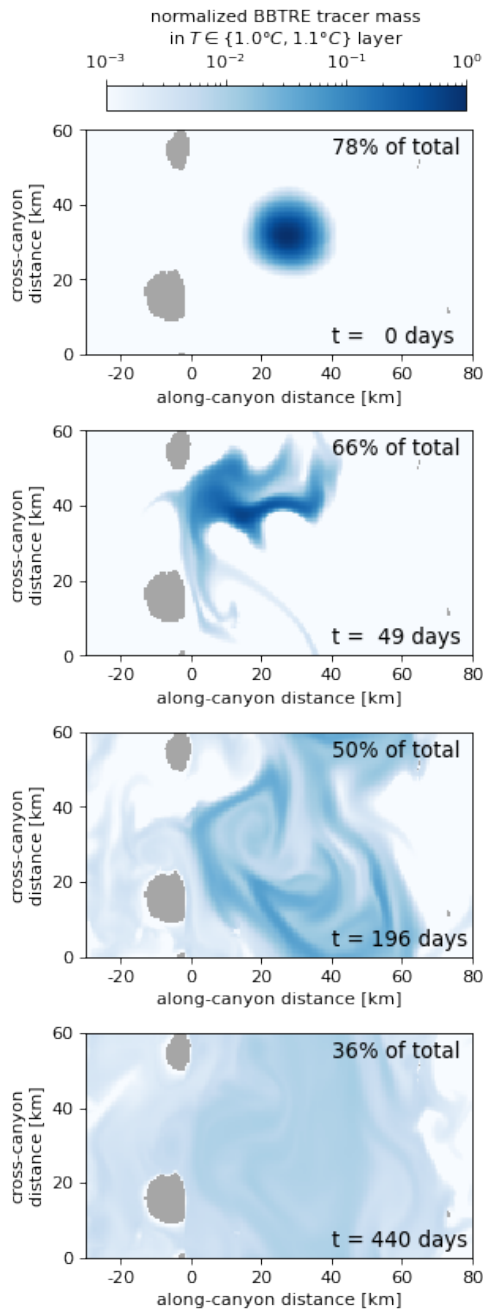 normalized BBTRE tracer mass
in T ∈ {1.0°C, 1.1°C} layer
10⁻³ 10⁻² 10⁻¹ 10⁰
60
78% of total
40
cross-canyon
distance [km]
20
t = 0 days
0
-20 0 20 40 60 80
along-canyon distance [km]
60
66% of total
40
cross-canyon
distance [km]
20
t = 49 days
0
-20 0 20 40 60 80
along-canyon distance [km]
60
50% of total
40
cross-canyon
distance [km]
20
t = 196 days
0
-20 0 20 40 60 80
along-canyon distance [km]
60
36% of total
40
cross-canyon
distance [km]
20
t = 440 days
0
-20 0 20 40 60 80
along-canyon distance [km]